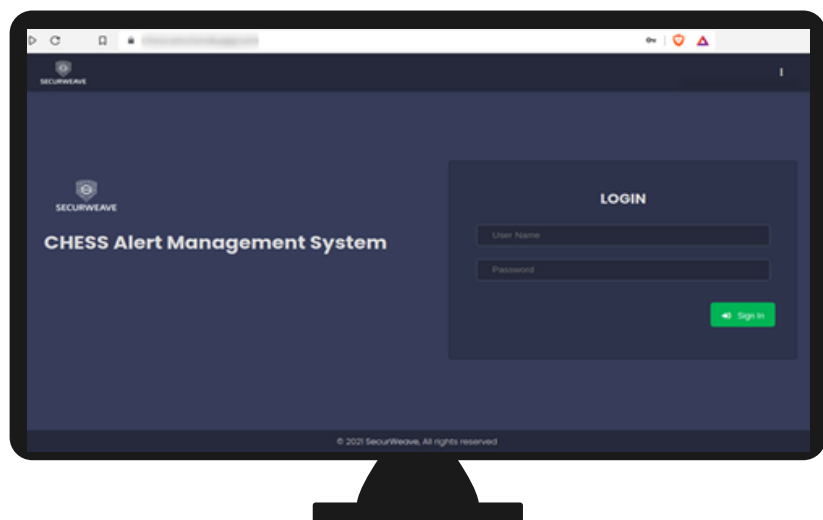 SECURWEAVE
SECURWEAVE
CHESS Alert Management System
LOGIN
User Name
Password
Sign In
© 2021 SecurWeave, All rights reserved